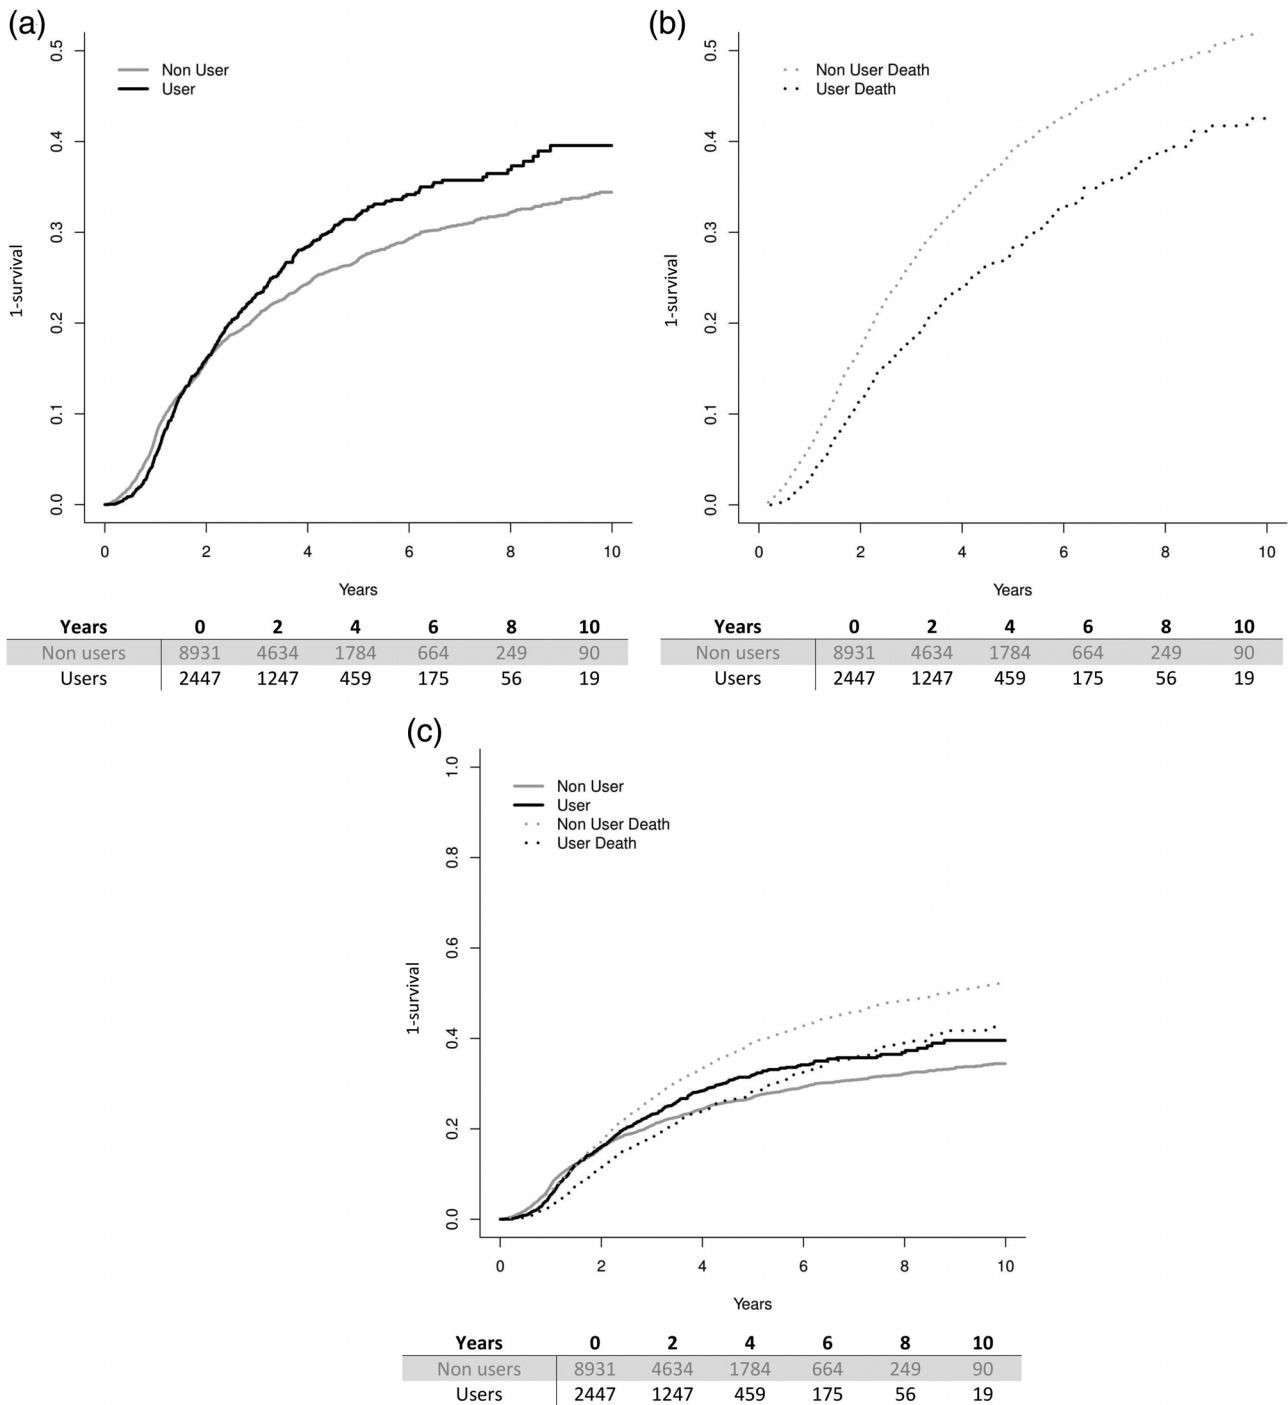 (a)
0.5
0.4
0.3
0.2
0.1
0.0
1-survival
Non User
User
0 2 4 6 8 10
Years
Years 0 2 4 6 8 10
Non users 8931 4634 1784 664 249 90
Users 2447 1247 459 175 56 19
(b)
0.5
0.4
0.3
0.2
0.1
0.0
1-survival
Non User Death
User Death
0 2 4 6 8 10
Years
Years 0 2 4 6 8 10
Non users 8931 4634 1784 664 249 90
Users 2447 1247 459 175 56 19
(c)
1.0
0.8
0.6
0.4
0.2
0.0
1-survival
Non User
User
Non User Death
User Death
0 2 4 6 8 10
Years
Years 0 2 4 6 8 10
Non users 8931 4634 1784 664 249 90
Users 2447 1247 459 175 56 19